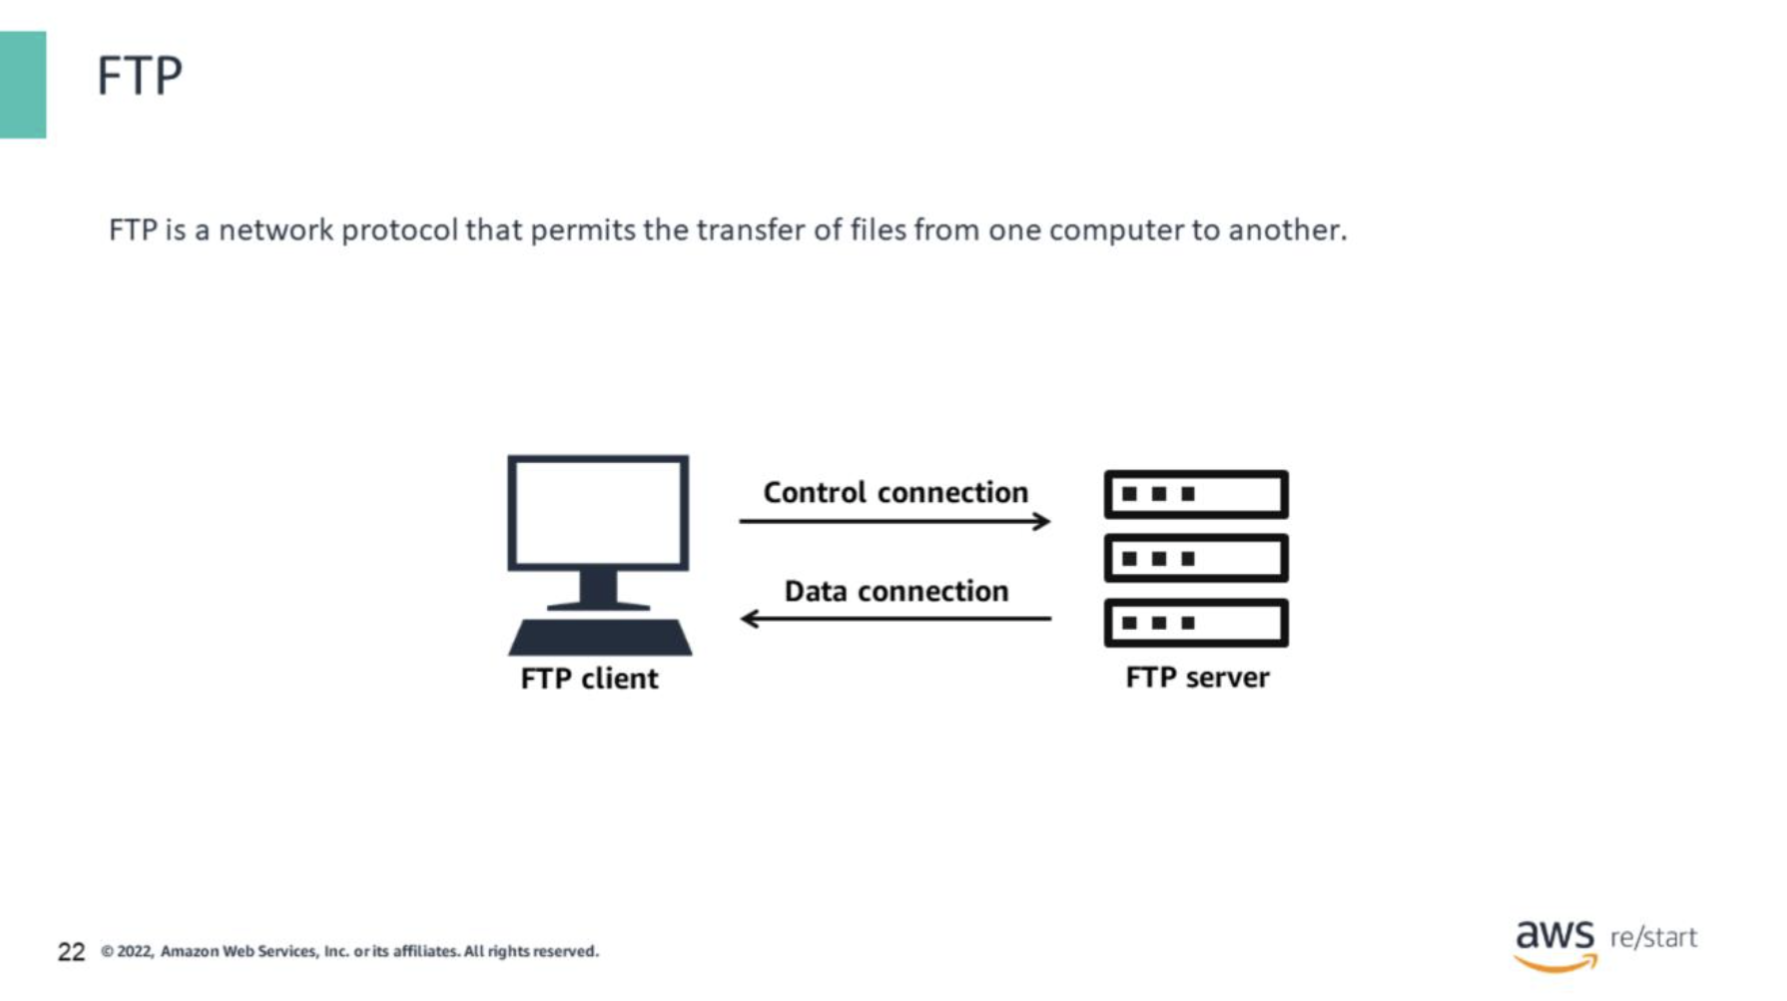 FTP
FTP is a network protocol that permits the transfer of files from one computer to another.
Control connection
Data connection
FTP client
FTP server
22 © 2022, Amazon Web Services, Inc. or its affiliates. All rights reserved.
aws re/start